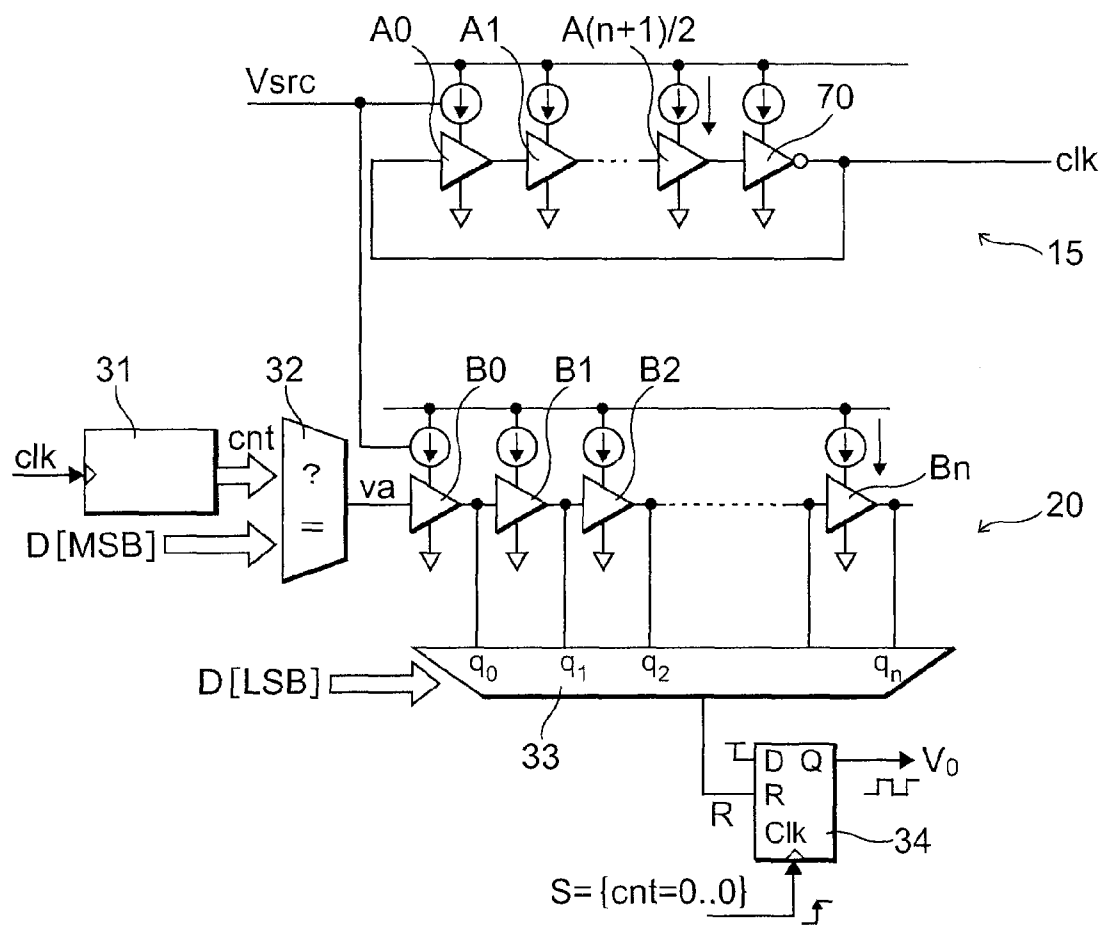 A0 A1 A(n+1)/2
Vsrc
70
clk
15
31 32 B0 B1 B2
cnt
clk
?
=
va
Bn
D[MSB]
20
q0 q1 q2 qn
D[LSB]
33
D Q V0
R
R
Clk
34
S={cnt=0..0}